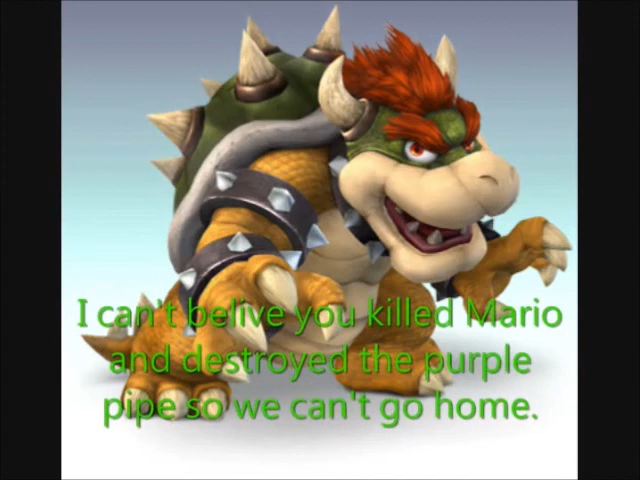 I can't belive you killed Mario
and destroyed the purple
pipe so we can't go home.